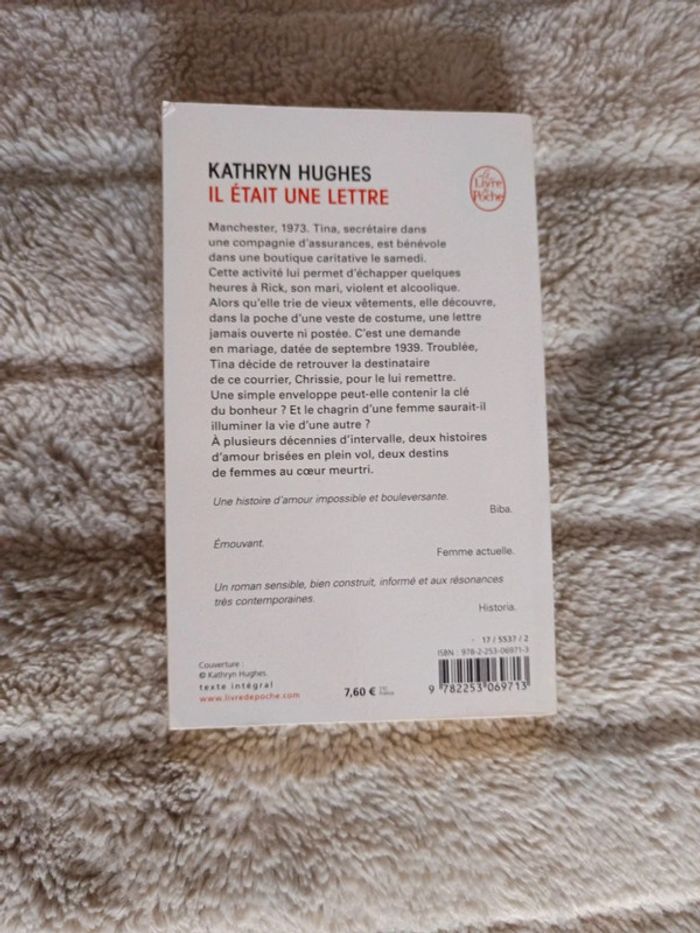 KATHRYN HUGHES
IL ÉTAIT UNE LETTRE
Le
Livre
de
Poche
Manchester, 1973. Tina, secrétaire dans
une compagnie d'assurances, est bénévole
dans une boutique caritative le samedi.
Cette activité lui permet d'échapper quelques
heures à Rick, son mari, violent et alcoolique.
Alors qu'elle trie de vieux vêtements, elle découvre,
dans la poche d'une veste de costume, une lettre
jamais ouverte ni postée. C'est une demande
en mariage, datée de septembre 1939. Troublée,
Tina décide de retrouver la destinataire
de ce courrier, Chrissie, pour le lui remettre.
Une simple enveloppe peut-elle contenir la clé
du bonheur ? Et le chagrin d'une femme saurait-il
illuminer la vie d'une autre ?
À plusieurs décennies d'intervalle, deux histoires
d'amour brisées en plein vol, deux destins
de femmes au cœur meurtri.
Une histoire d'amour impossible et bouleversante.
Biba.
Émouvant.
Femme actuelle.
Un roman sensible, bien construit, informé et aux résonances
très contemporaines.
Historia.
17 / 5537 / 2
ISBN : 978-2-253-06971-3
Couverture :
© Kathryn Hughes.
texte intégral
www.livredepoche.com
7,60 €
9 782253 069713